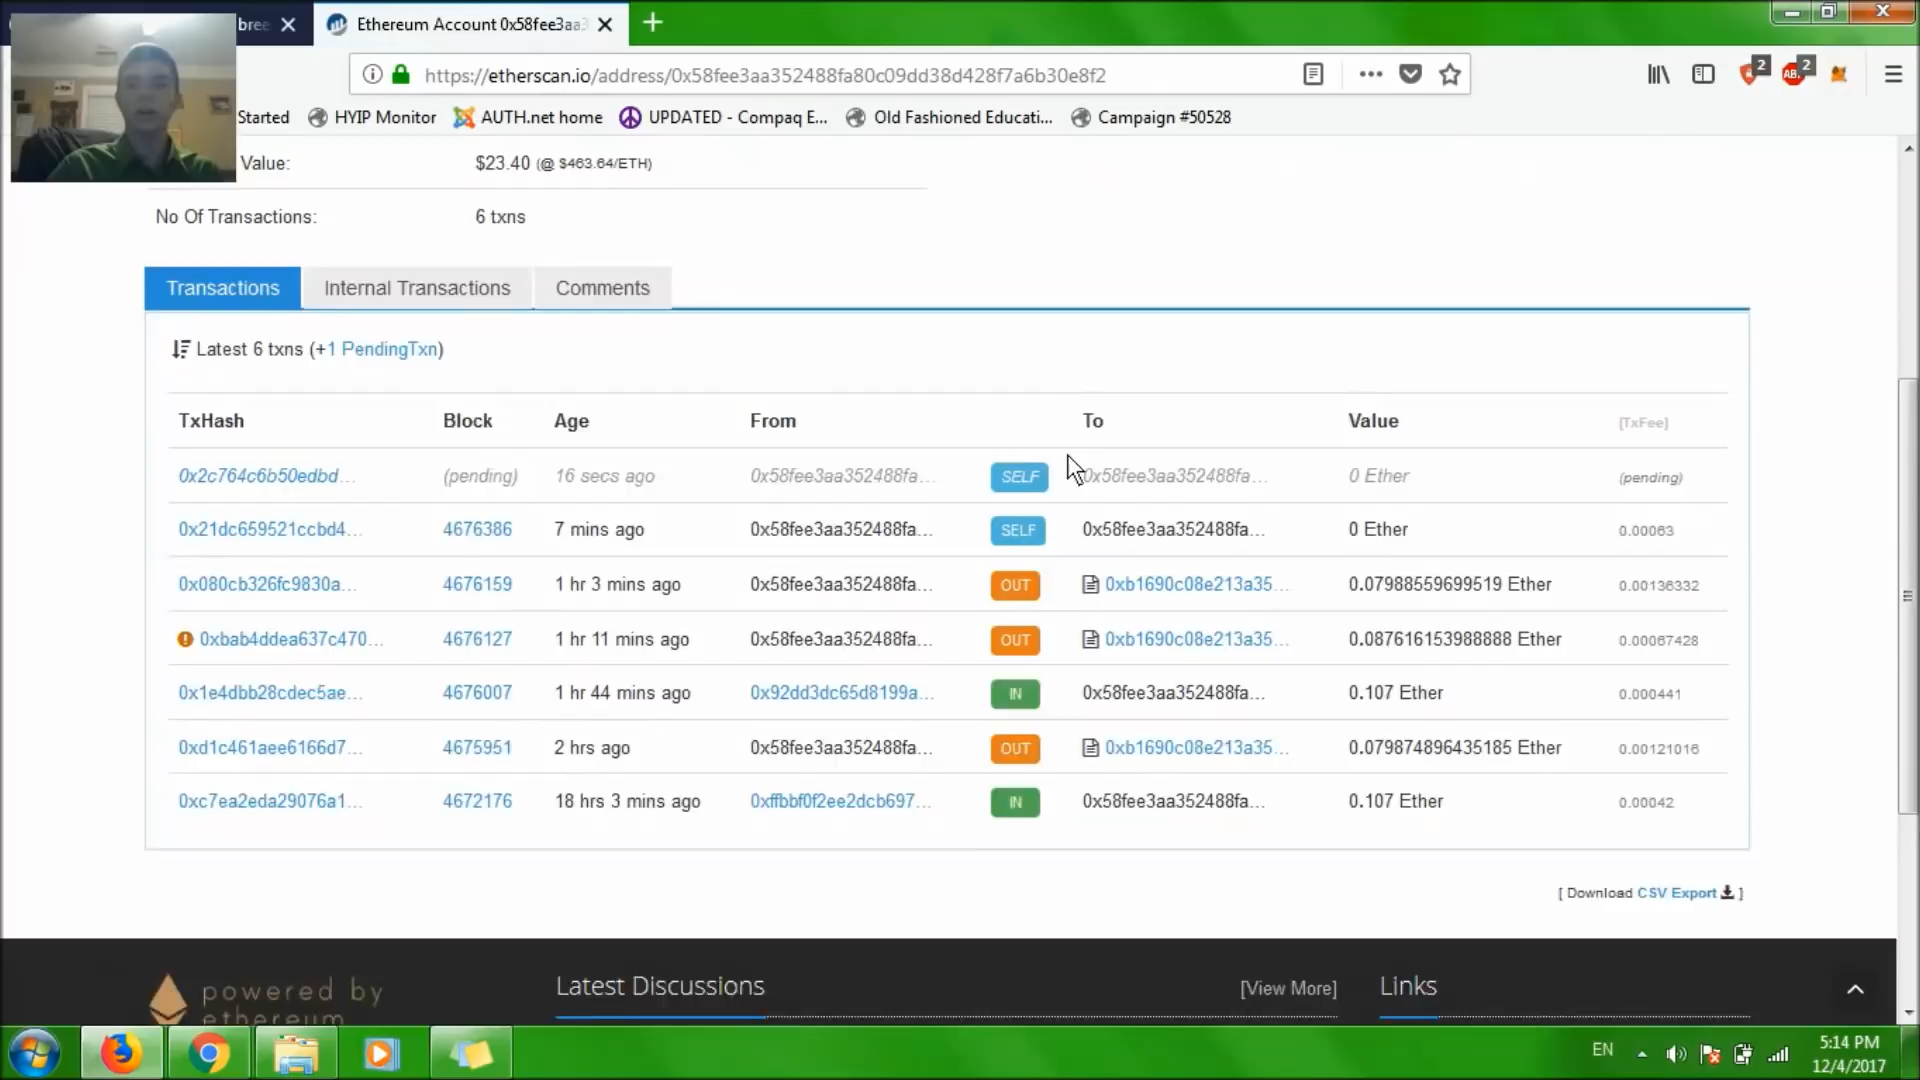 bree
Ethereum Account 0x58fee3aa3
https://etherscan.io/address/0x58fee3aa352488fa80c09dd38d428f7a6b30e8f2
2
ABP 2
Started
HYIP Monitor
AUTH.net home
UPDATED - Compaq E...
Old Fashioned Educati...
Campaign #50528
Value: $23.40 (@ $463.64/ETH)
No Of Transactions: 6 txns
Transactions Internal Transactions Comments
Latest 6 txns (+1 PendingTxn)
TxHash Block Age From To Value [TxFee]
0x2c764c6b50edbd... (pending) 16 secs ago 0x58fee3aa352488fa... SELF 0x58fee3aa352488fa... 0 Ether (pending)
0x21dc659521ccbd4... 4676386 7 mins ago 0x58fee3aa352488fa... SELF 0x58fee3aa352488fa... 0 Ether 0.00063
0x080cb326fc9830a... 4676159 1 hr 3 mins ago 0x58fee3aa352488fa... OUT 0xb1690c08e213a35... 0.07988559699519 Ether 0.00136332
0xbab4ddea637c470... 4676127 1 hr 11 mins ago 0x58fee3aa352488fa... OUT 0xb1690c08e213a35... 0.087616153988888 Ether 0.00067428
0x1e4dbb28cdec5ae... 4676007 1 hr 44 mins ago 0x92dd3dc65d8199a... IN 0x58fee3aa352488fa... 0.107 Ether 0.000441
0xd1c461aee6166d7... 4675951 2 hrs ago 0x58fee3aa352488fa... OUT 0xb1690c08e213a35... 0.079874896435185 Ether 0.00121016
0xc7ea2eda29076a1... 4672176 18 hrs 3 mins ago 0xffbbf0f2ee2dcb697... IN 0x58fee3aa352488fa... 0.107 Ether 0.00042
[ Download CSV Export ]
powered by
ethereum
Latest Discussions [View More] Links
EN
5:14 PM
12/4/2017